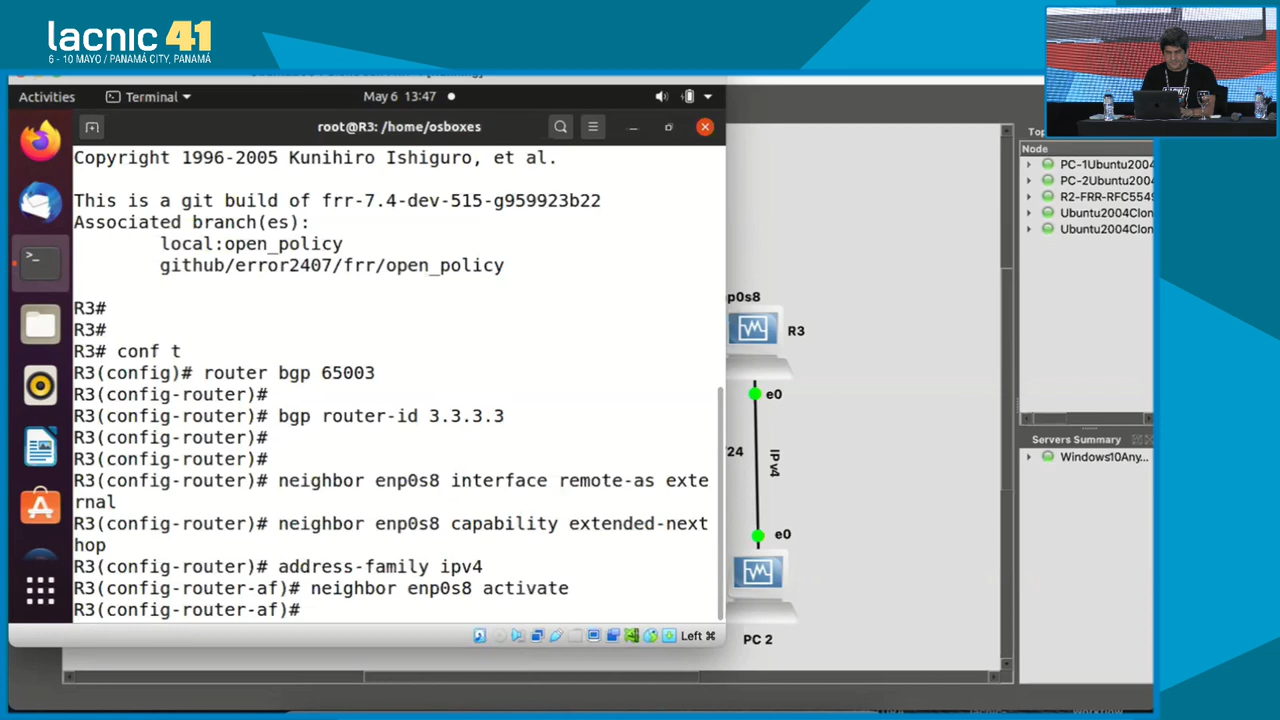 lacnic 41
6 - 10 MAYO / PANAMÁ CITY, PANAMÁ
Activities
Terminal
May 6 13:47
root@R3: /home/osboxes
Copyright 1996-2005 Kunihiro Ishiguro, et al.
This is a git build of frr-7.4-dev-515-g959923b22
Associated branch(es):
local:open_policy
github/error2407/frr/open_policy
R3#
R3#
R3# conf t
R3(config)# router bgp 65003
R3(config-router)#
R3(config-router)# bgp router-id 3.3.3.3
R3(config-router)#
R3(config-router)#
R3(config-router)# neighbor enp0s8 interface remote-as exte
rnal
R3(config-router)# neighbor enp0s8 capability extended-next
hop
R3(config-router)# address-family ipv4
R3(config-router-af)# neighbor enp0s8 activate
R3(config-router-af)#
Left ⌘
p0s8
R3
e0
24
IPv4
e0
PC 2
Top
Node
PC-1Ubuntu2004
PC-2Ubuntu2004
R2-FRR-RFC5549
Ubuntu2004Clon
Ubuntu2004Clon
Servers Summary
Windows10Any...